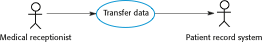 Transfer data
Medical receptionist
Patient record system